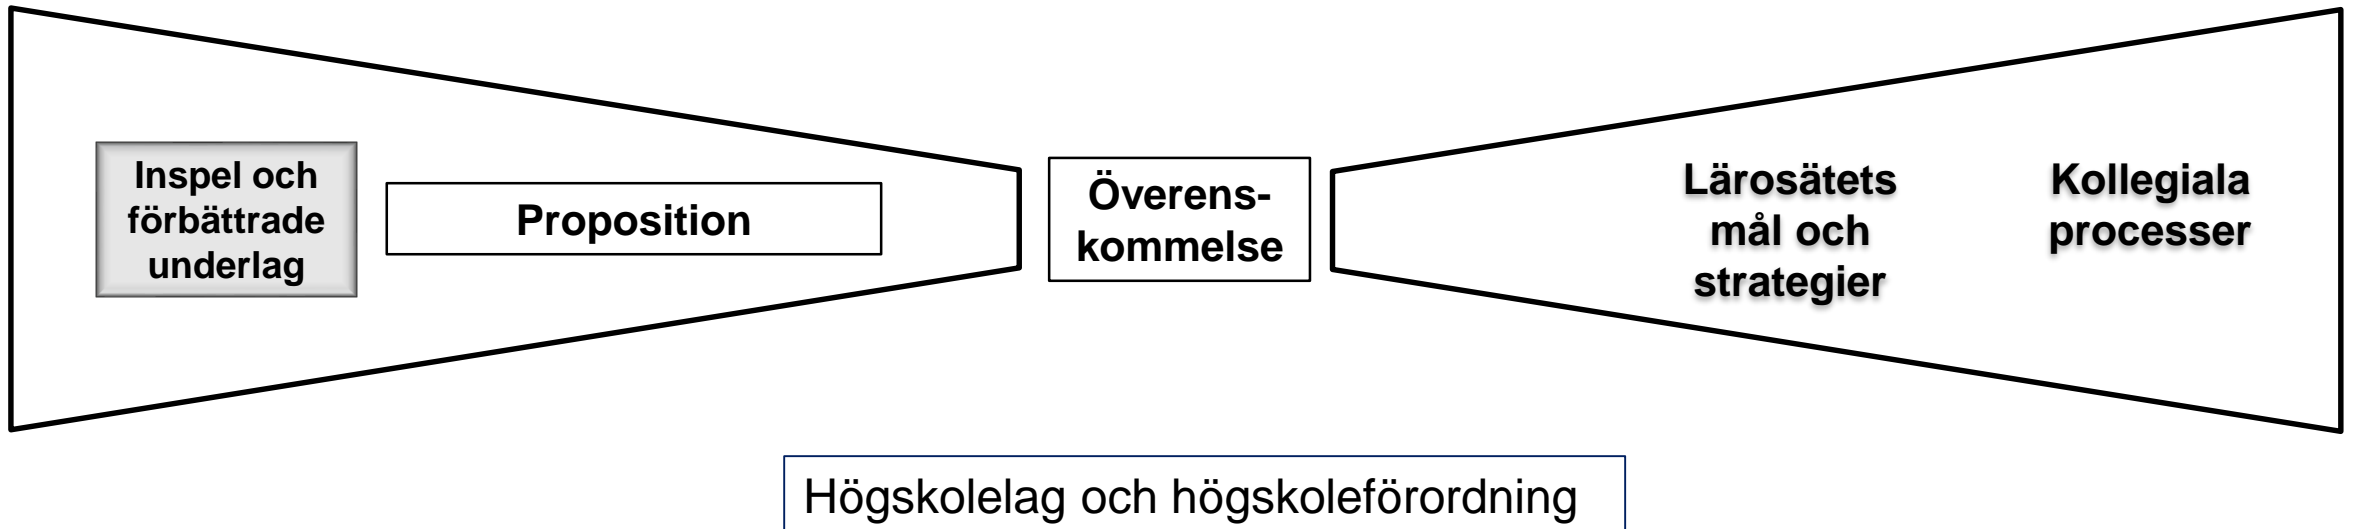 Inspel och
förbättrade
underlag
Proposition
Överens-
kommelse
Lärosätets
mål och
strategier
Kollegiala
processer
Högskolelag och högskoleförordning